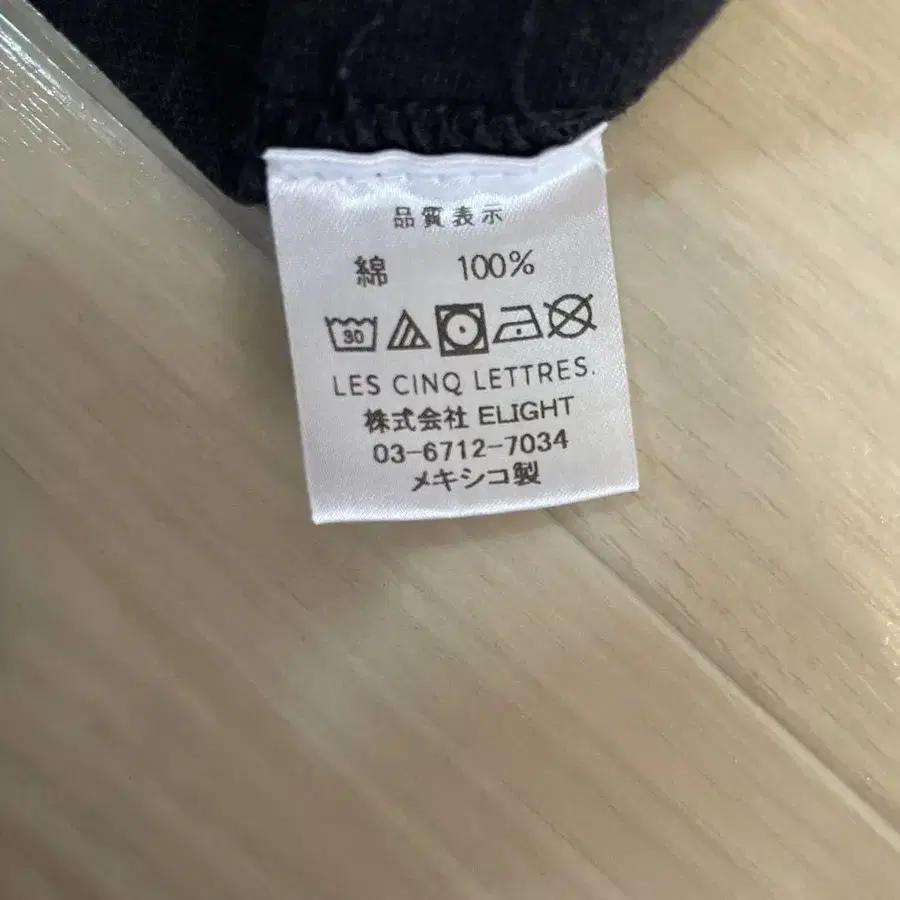 品質表示
綿 100%
30
LES CINQ LETTRES.
株式会社 ELIGHT
03-6712-7034
メキシコ製